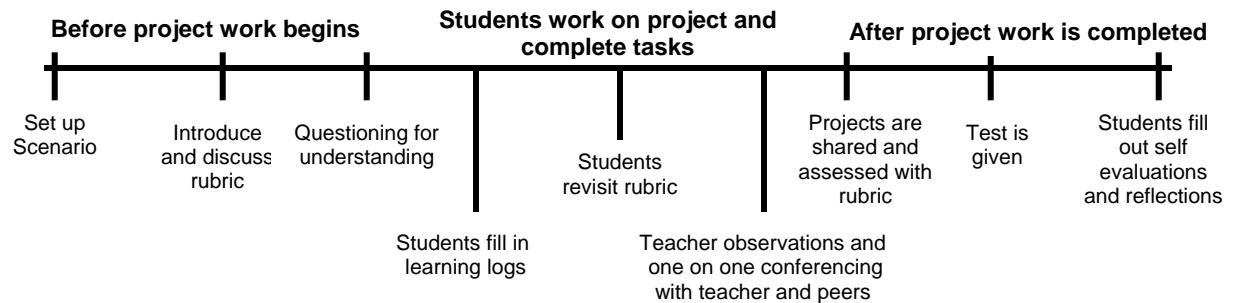 Before project work begins
Students work on project and
complete tasks
After project work is completed
Set up
Scenario
Introduce
and discuss
rubric
Questioning for
understanding
Students fill in
learning logs
Students
revisit rubric
Teacher observations and
one on one conferencing
with teacher and peers
Projects are
shared and
assessed with
rubric
Test is
given
Students fill
out self
evaluations
and reflections